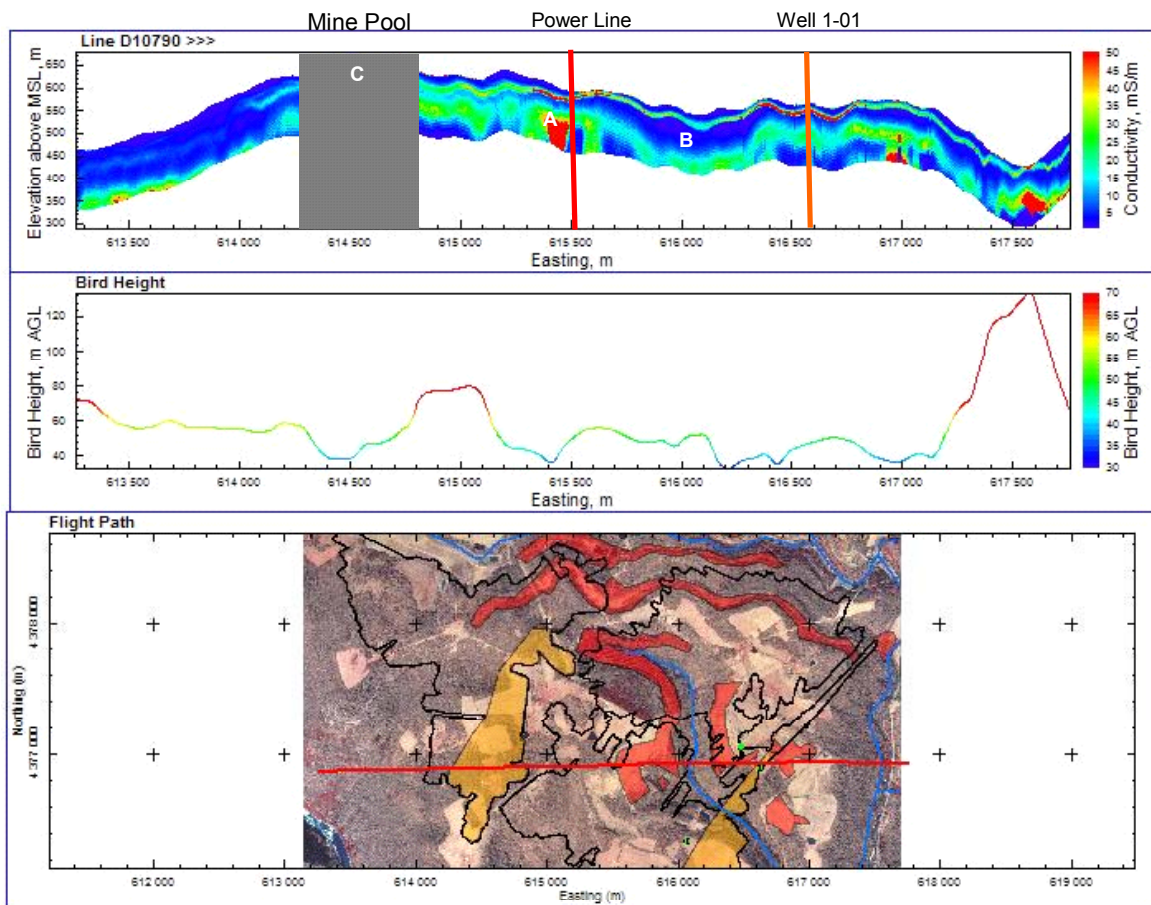 Mine Pool Power Line Well 1-01
Line D10790 >>>
C
A
B
Elevation above MSL, m
650
600
550
500
450
400
350
300
613 500 614 000 614 500 615 000 615 500 616 000 616 500 617 000 617 500
Easting, m
50
45
40
35
30
25
20
15
10
5
Conductivity, mS/m
Bird Height
Bird Height, m AGL
120
100
80
60
40
613 500 614 000 614 500 615 000 615 500 616 000 616 500 617 000 617 500
Easting, m
70
65
60
55
50
45
40
35
30
Bird Height, m AGL
Flight Path
Northing (m)
4 378 000
4 377 000
612 000 613 000 614 000 615 000 616 000 617 000 618 000 619 000
Easting (m)